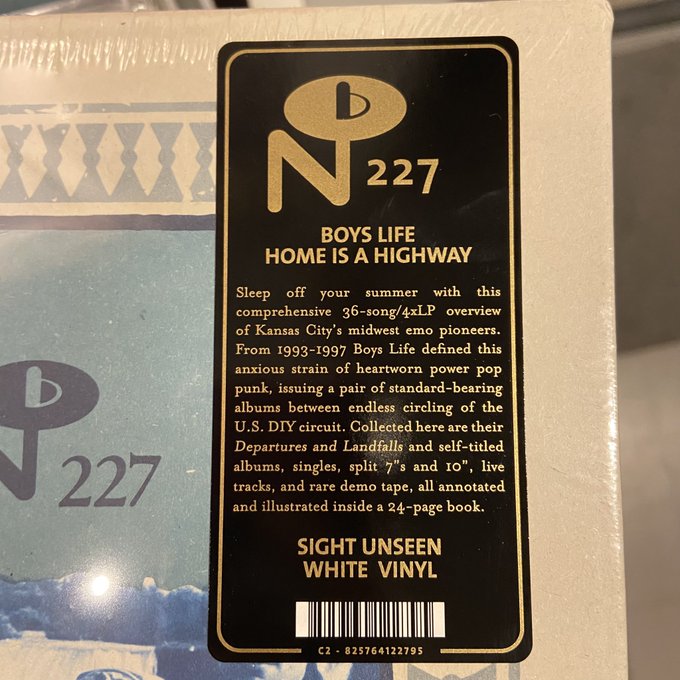 N
227
BOYS LIFE
HOME IS A HIGHWAY
Sleep off your summer with this
comprehensive 36-song/4xLP overview
of Kansas City's midwest emo pioneers.
From 1993-1997 Boys Life defined this
anxious strain of heartworn power pop
punk, issuing a pair of standard-bearing
albums between endless circling of the
U.S. DIY circuit. Collected here are their
Departures and Landfalls and self-titled
albums, singles, split 7"s and 10", live
tracks, and rare demo tape, all annotated
and illustrated inside a 24-page book.
SIGHT UNSEEN
WHITE VINYL
C2 - 825764122795
N
227